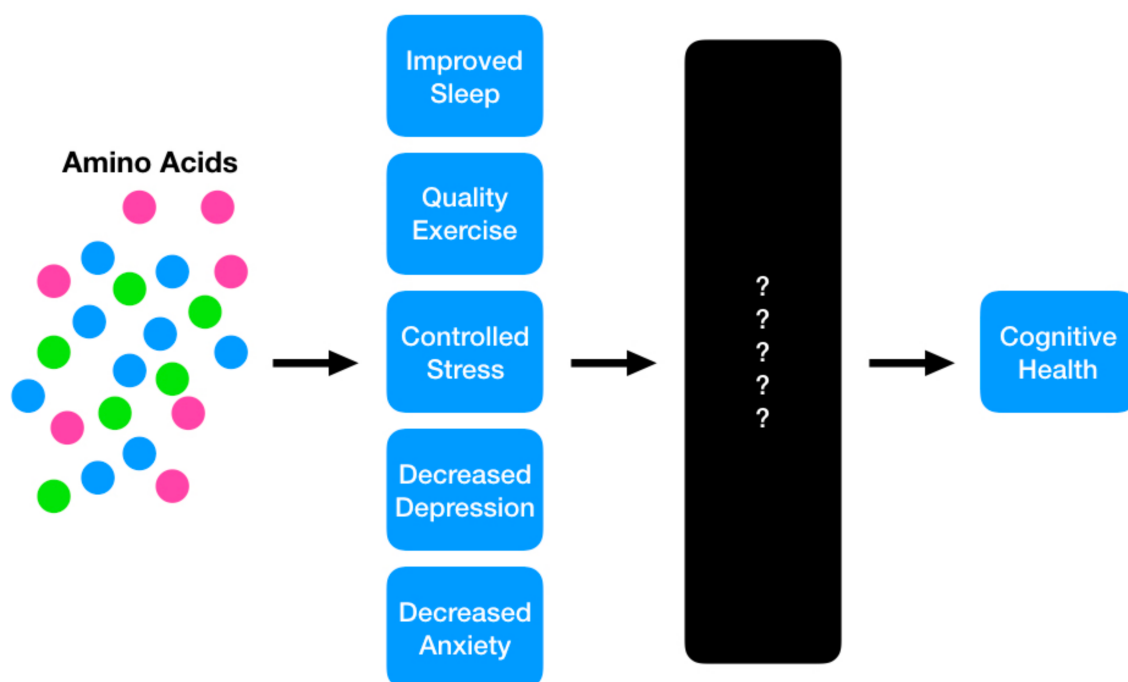 Amino Acids
Improved
Sleep
Quality
Exercise
Controlled
Stress
Decreased
Depression
Decreased
Anxiety
?
?
?
?
?
Cognitive
Health